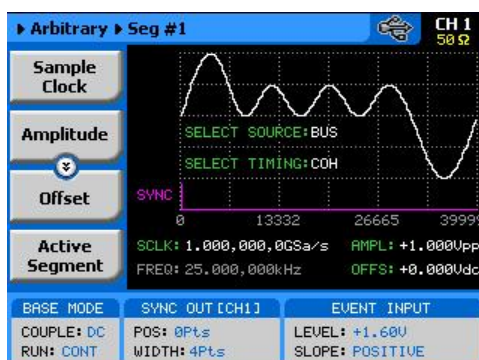 Arbitrary Seg #1
CH 1
50 Ω
Sample
Clock
Amplitude
Offset
Active
Segment
SELECT SOURCE:BUS
SELECT TIMING:COH
SYNC
0 13332 26665 39999
SCLK: 1.000,000,0GSa/s AMPL: +1.000Vpp
FREQ: 25.000,000kHz OFFS: +0.000Vdc
BASE MODE
COUPLE: DC
RUN: CONT
SYNC OUT [CH1]
POS: 0Pts
WIDTH: 4Pts
EVENT INPUT
LEVEL: +1.60V
SLOPE: POSITIVE